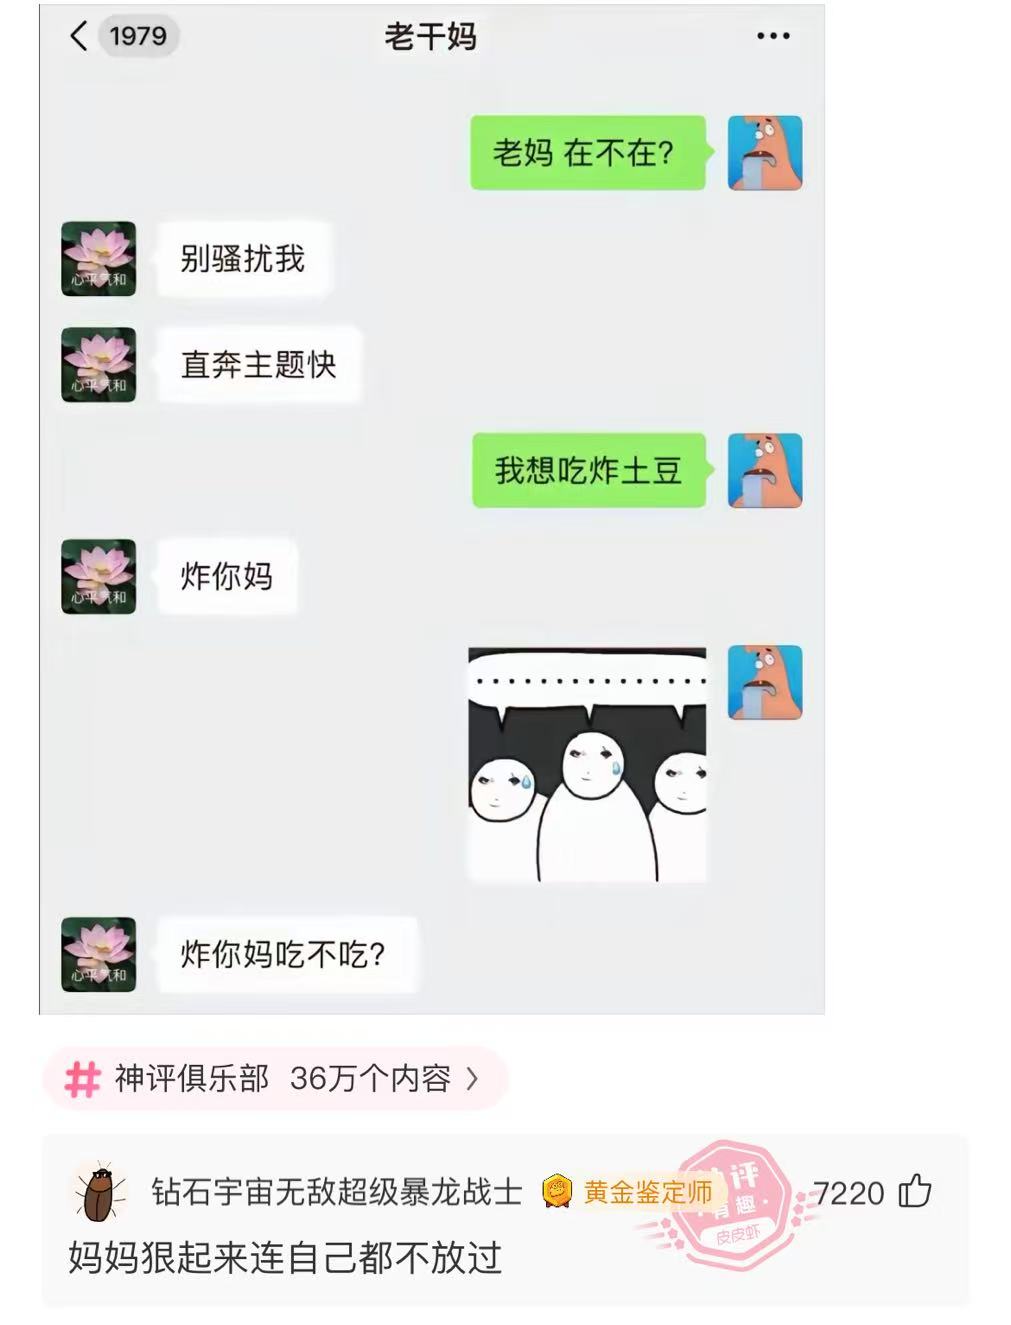 1979
老干妈
老妈 在不在?
心平气和
别骚扰我
心平气和
直奔主题快
我想吃炸土豆
心平气和
炸你妈
心平气和
炸你妈吃不吃?
神评俱乐部 36万个内容
钻石宇宙无敌超级暴龙战士 黄金鉴定师 7220
神评
有趣
皮皮虾
妈妈狠起来连自己都不放过